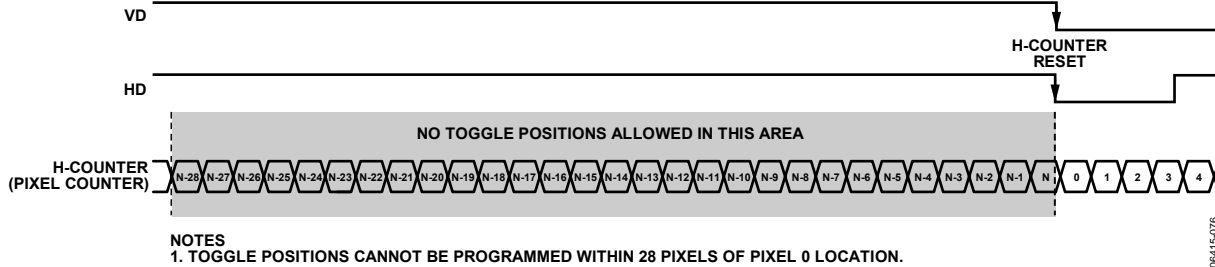 VD
H-COUNTER
RESET
HD
NO TOGGLE POSITIONS ALLOWED IN THIS AREA
H-COUNTER
(PIXEL COUNTER)
N-28 N-27 N-26 N-25 N-24 N-23 N-22 N-21 N-20 N-19 N-18 N-17 N-16 N-15 N-14 N-13 N-12 N-11 N-10 N-9 N-8 N-7 N-6 N-5 N-4 N-3 N-2 N-1 N 0 1 2 3 4
NOTES
1. TOGGLE POSITIONS CANNOT BE PROGRAMMED WITHIN 28 PIXELS OF PIXEL 0 LOCATION.
06415-076